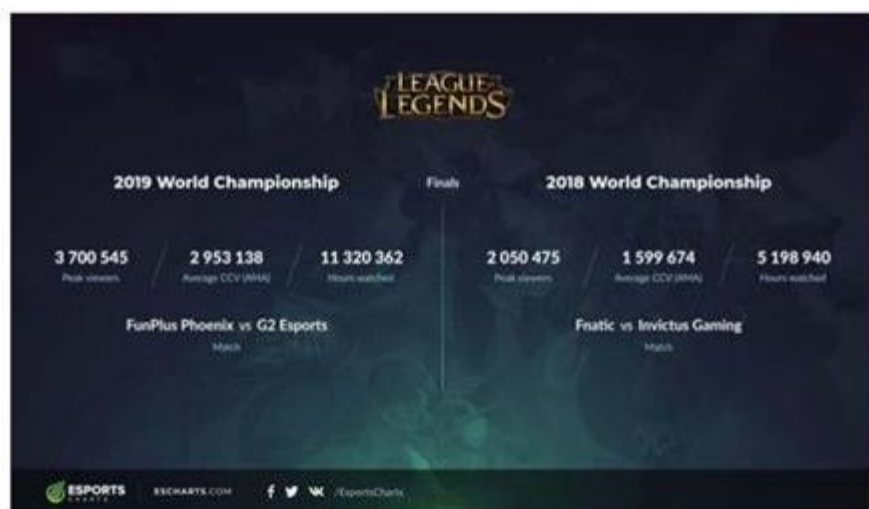 LEAGUE
LEGENDS
2019 World Championship
Finals
2018 World Championship
3 700 545
2 953 138
11 320 362
2 050 475
1 599 674
5 198 940
Peak viewers
Average CCV (AMA)
Hours watched
Peak viewers
Average CCV (AMA)
Hours watched
FunPlus Phoenix vs G2 Esports
Fnatic vs Invictus Gaming
Match
Match
ESPORTS
CHARTS
ESCHARTS.COM
/EsportsCharts